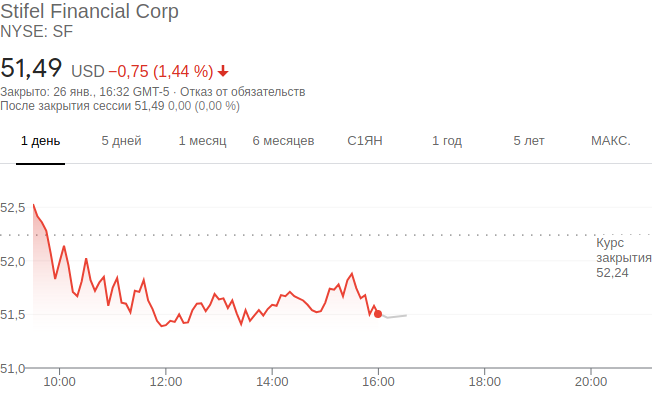 Stifel Financial Corp
NYSE: SF
51,49 USD −0,75 (1,44 %)
Закрыто: 26 янв., 16:32 GMT-5 · Отказ от обязательств
После закрытия сессии 51,49 0,00 (0,00 %)
1 день 5 дней 1 месяц 6 месяцев С1ЯН 1 год 5 лет МАКС.
52,5
Курс
закрытия
52,24
52,0
51,5
51,0
10:00 12:00 14:00 16:00 18:00 20:00